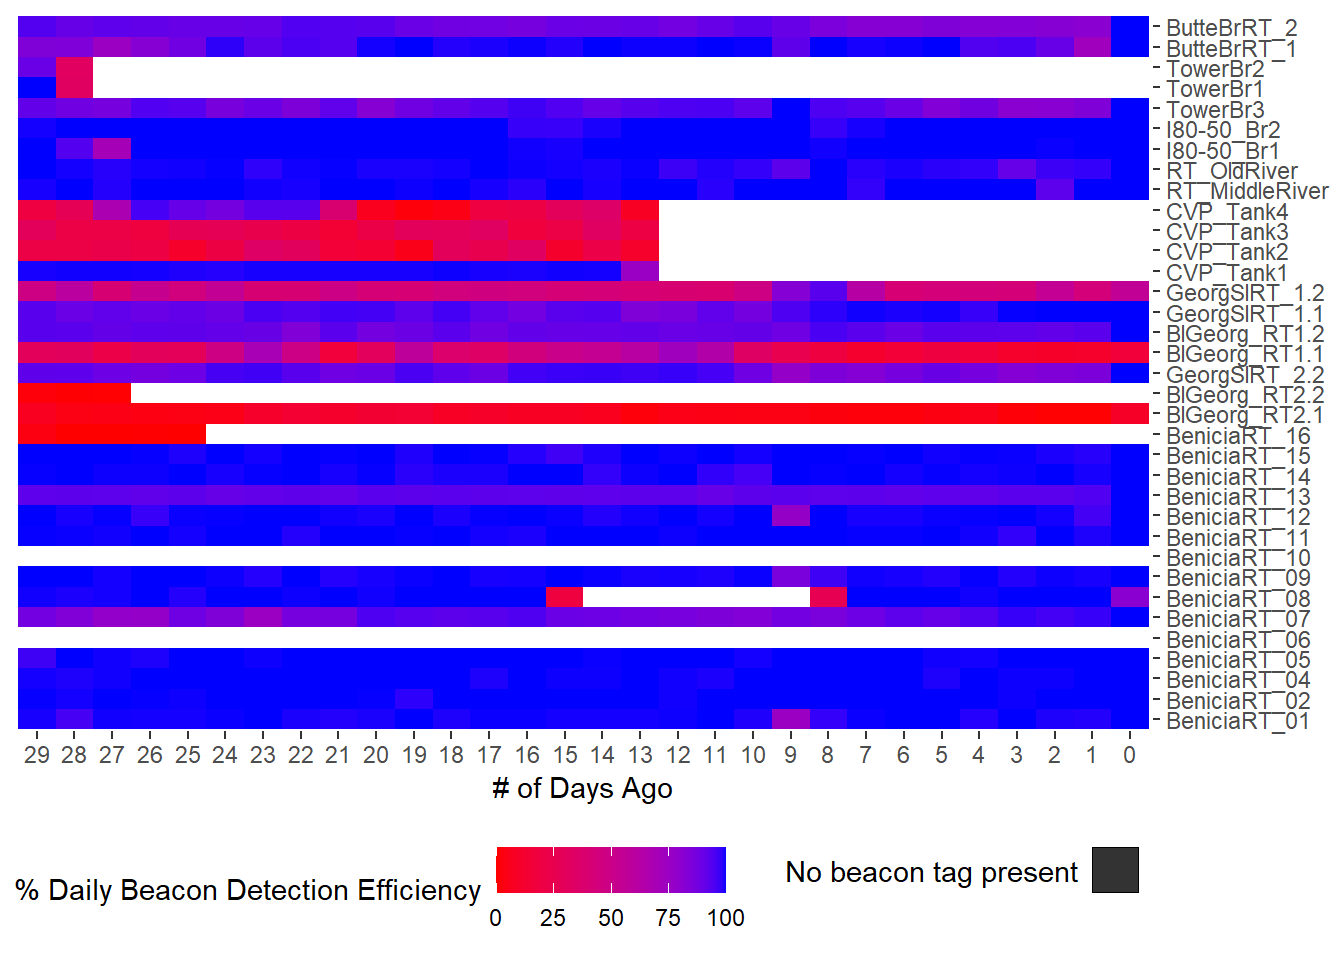 ButteBrRT_2
ButteBrRT_1
TowerBr2
TowerBr1
TowerBr3
I80-50_Br2
I80-50_Br1
RT_OldRiver
RT_MiddleRiver
CVP_Tank4
CVP_Tank3
CVP_Tank2
CVP_Tank1
GeorgSlRT_1.2
GeorgSlRT_1.1
BlGeorg_RT1.2
BlGeorg_RT1.1
GeorgSlRT_2.2
BlGeorg_RT2.2
BlGeorg_RT2.1
BeniciaRT_16
BeniciaRT_15
BeniciaRT_14
BeniciaRT_13
BeniciaRT_12
BeniciaRT_11
BeniciaRT_10
BeniciaRT_09
BeniciaRT_08
BeniciaRT_07
BeniciaRT_06
BeniciaRT_05
BeniciaRT_04
BeniciaRT_02
BeniciaRT_01
29 28 27 26 25 24 23 22 21 20 19 18 17 16 15 14 13 12 11 10 9 8 7 6 5 4 3 2 1 0
# of Days Ago
% Daily Beacon Detection Efficiency
0 25 50 75 100
No beacon tag present